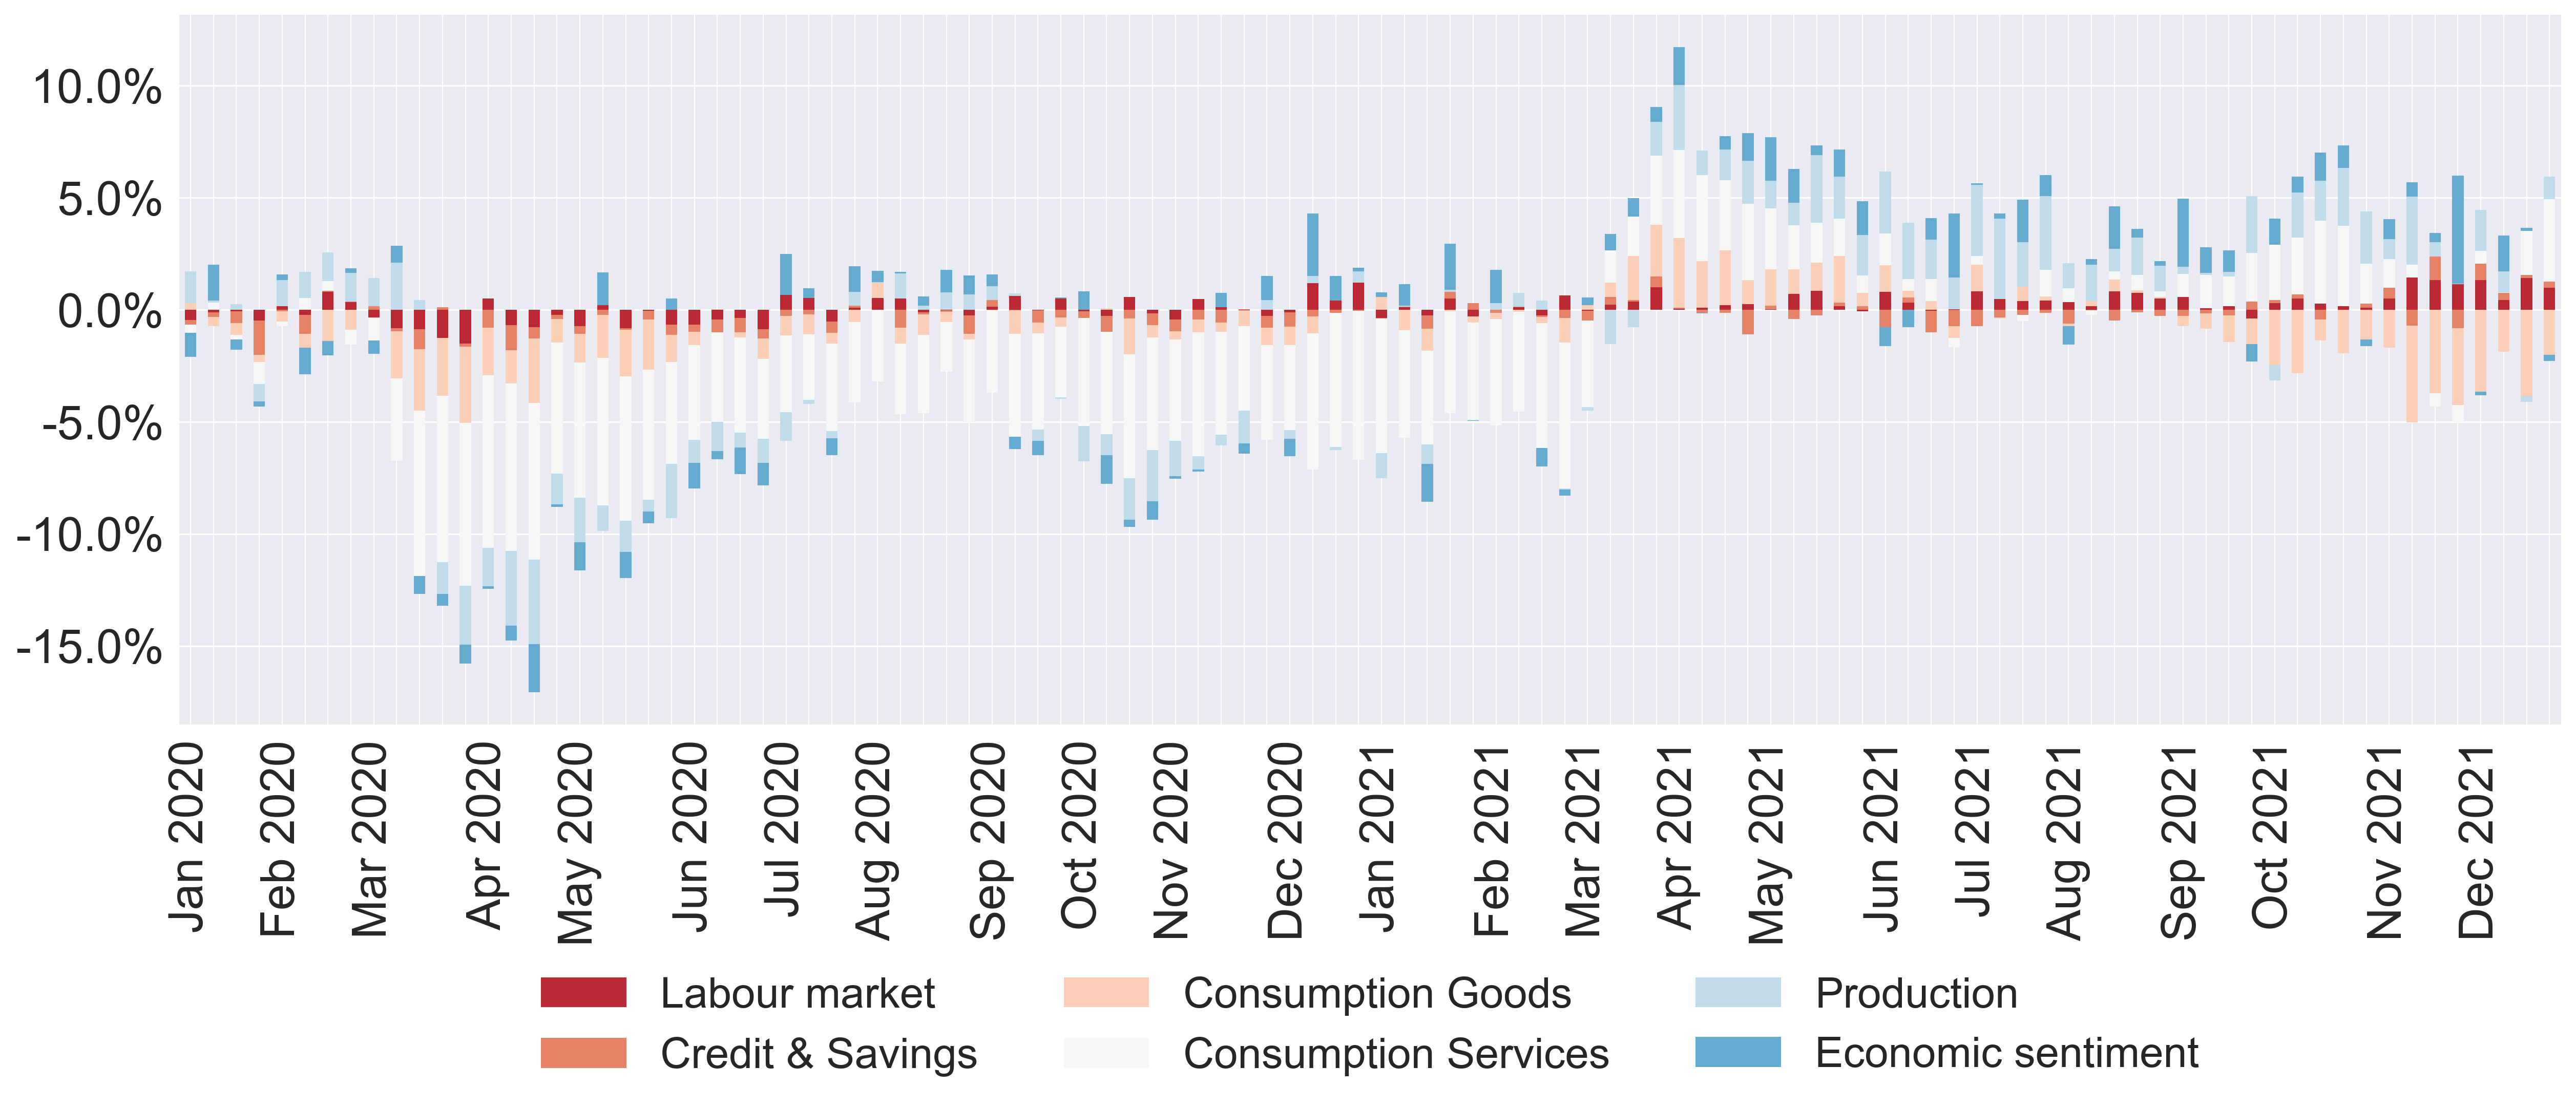 10.0%
5.0%
0.0%
-5.0%
-10.0%
-15.0%
Jan 2020
Feb 2020
Mar 2020
Apr 2020
May 2020
Jun 2020
Jul 2020
Aug 2020
Sep 2020
Oct 2020
Nov 2020
Dec 2020
Jan 2021
Feb 2021
Mar 2021
Apr 2021
May 2021
Jun 2021
Jul 2021
Aug 2021
Sep 2021
Oct 2021
Nov 2021
Dec 2021
Labour market
Consumption Goods
Production
Credit & Savings
Consumption Services
Economic sentiment